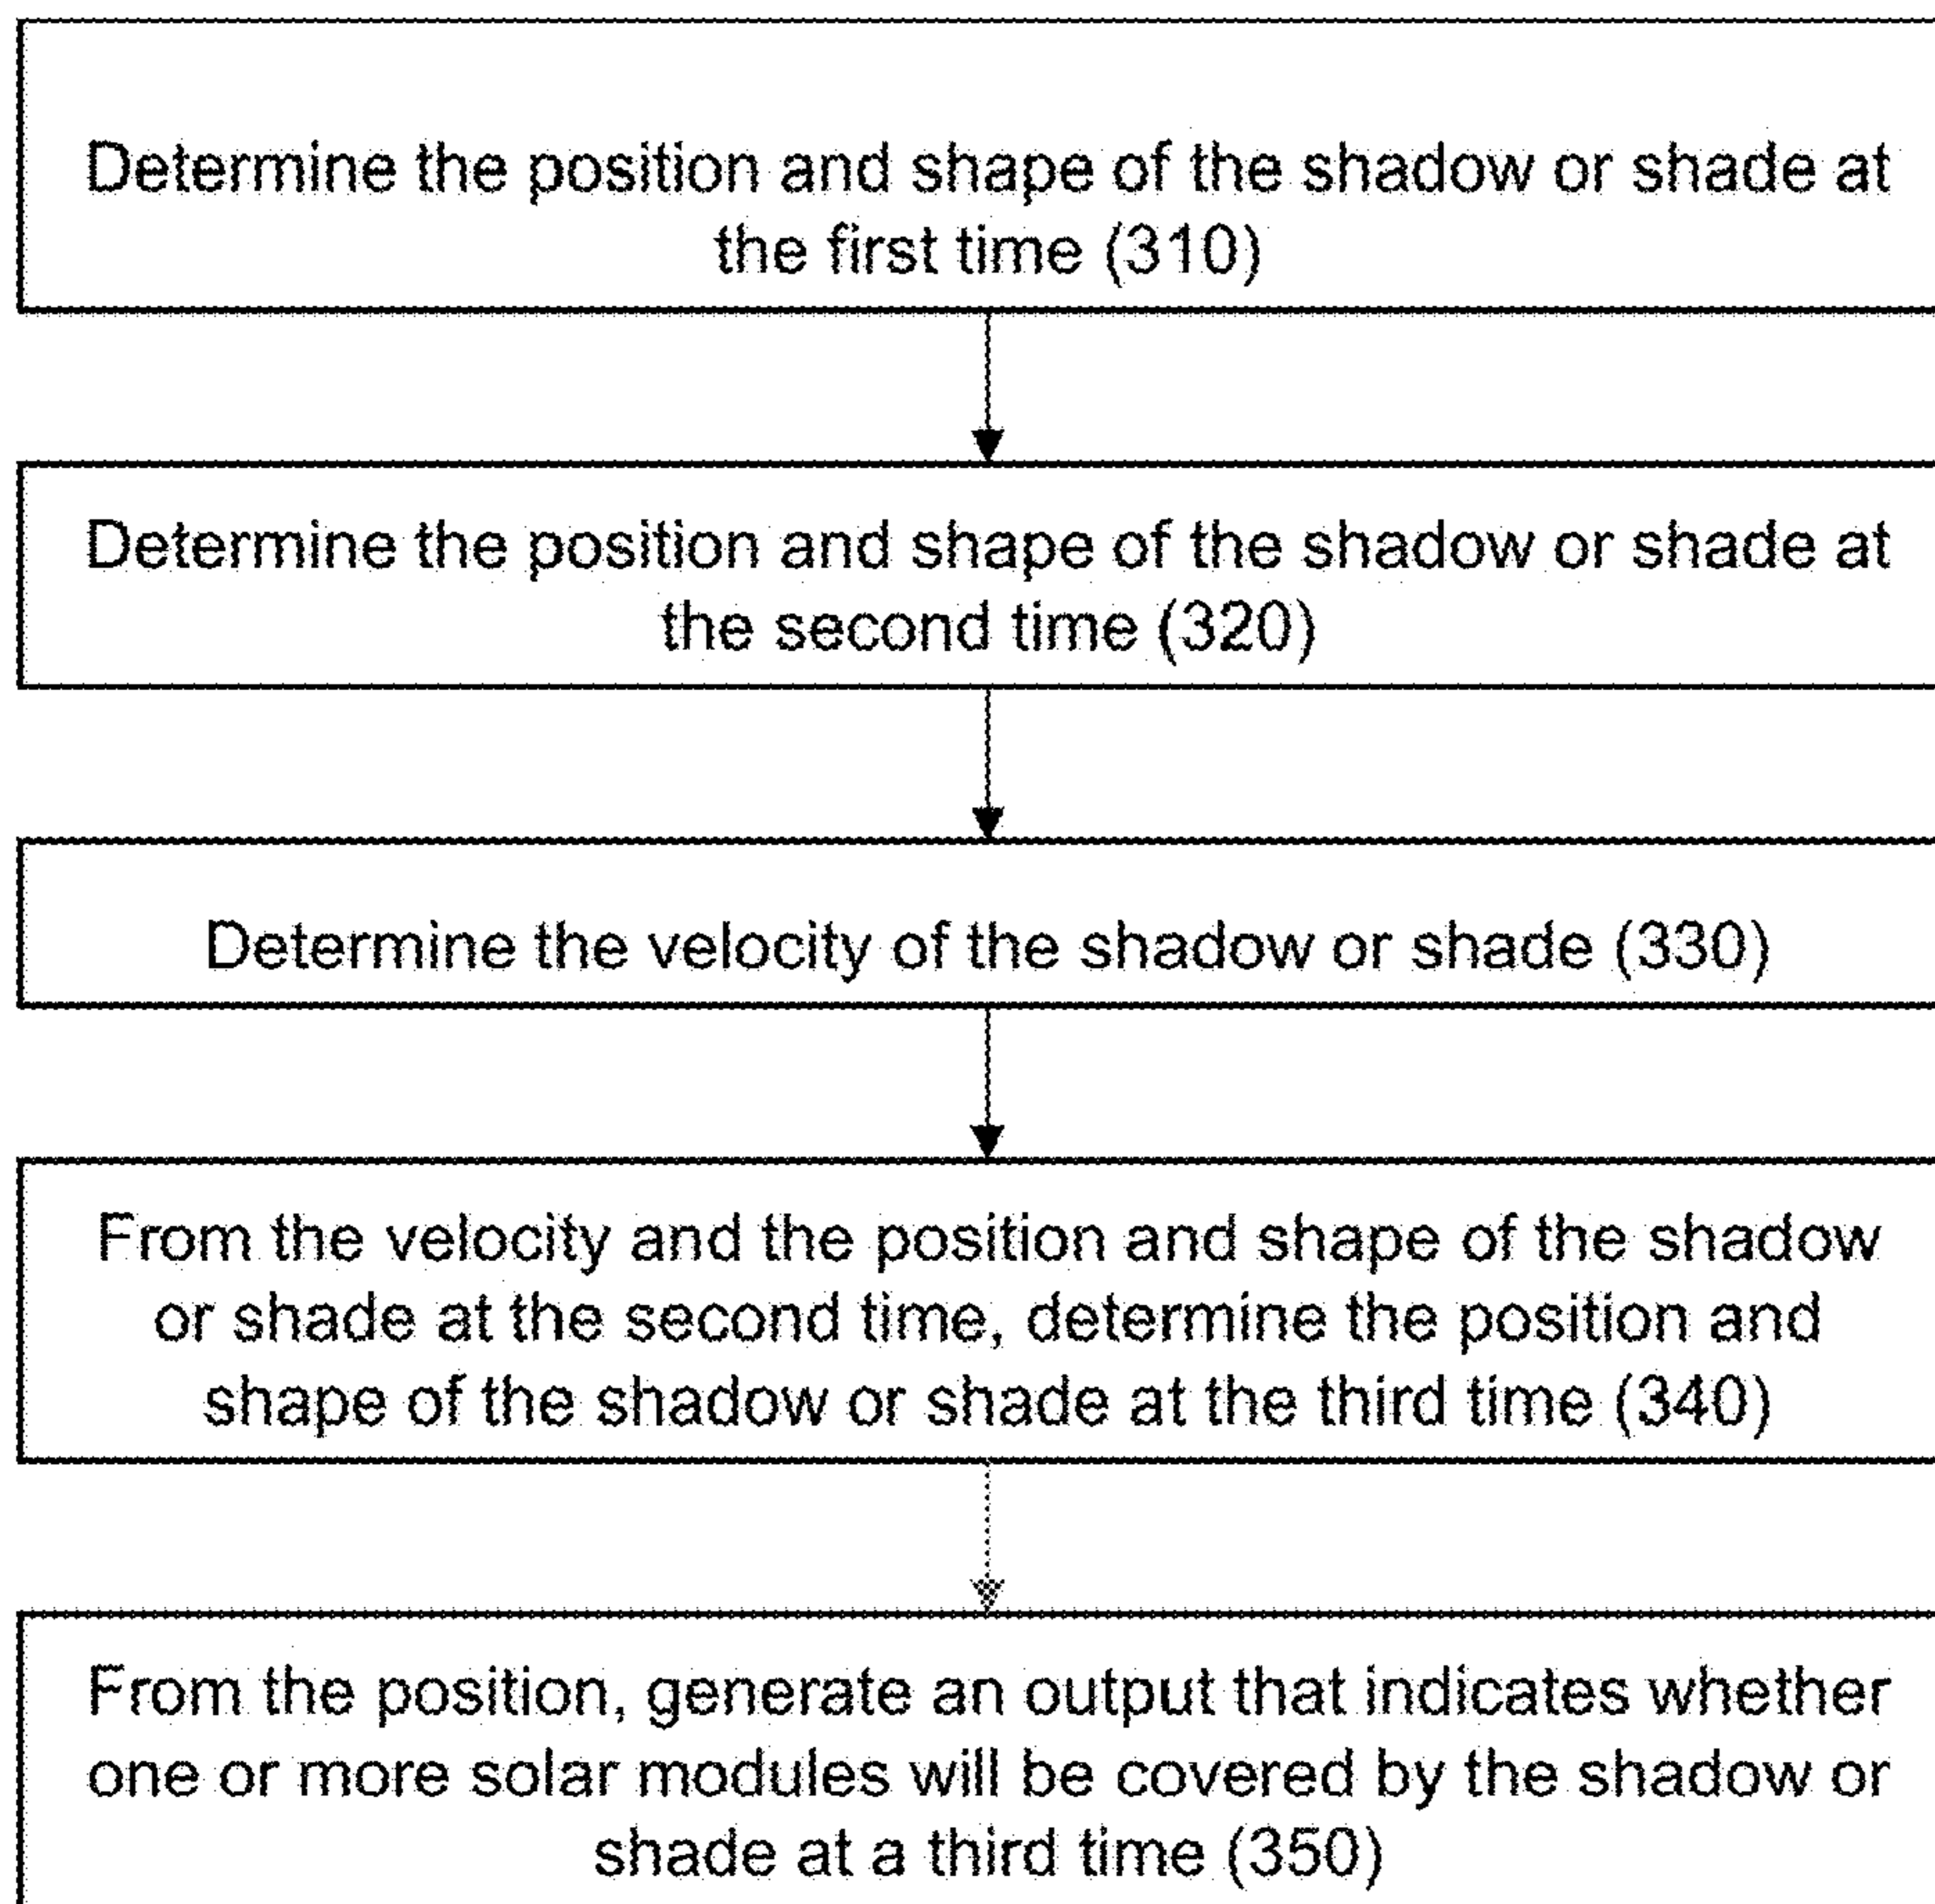 Determine the position and shape of the shadow or shade at
the first time (310)
Determine the position and shape of the shadow or shade at
the second time (320)
Determine the velocity of the shadow or shade (330)
From the velocity and the position and shape of the shadow
or shade at the second time, determine the position and
shape of the shadow or shade at the third time (340)
From the position, generate an output that indicates whether
one or more solar modules will be covered by the shadow or
shade at a third time (350)